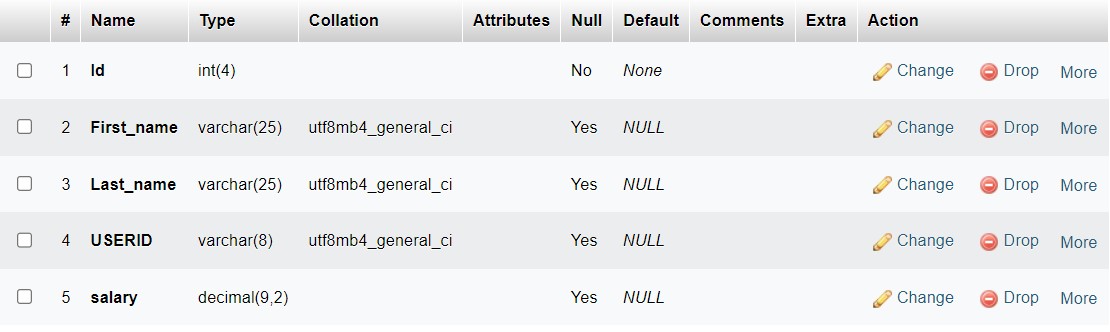 # Name Type Collation Attributes Null Default Comments Extra Action
1 Id int(4) No None Change Drop More
2 First_name varchar(25) utf8mb4_general_ci Yes NULL Change Drop More
3 Last_name varchar(25) utf8mb4_general_ci Yes NULL Change Drop More
4 USERID varchar(8) utf8mb4_general_ci Yes NULL Change Drop More
5 salary decimal(9,2) Yes NULL Change Drop More